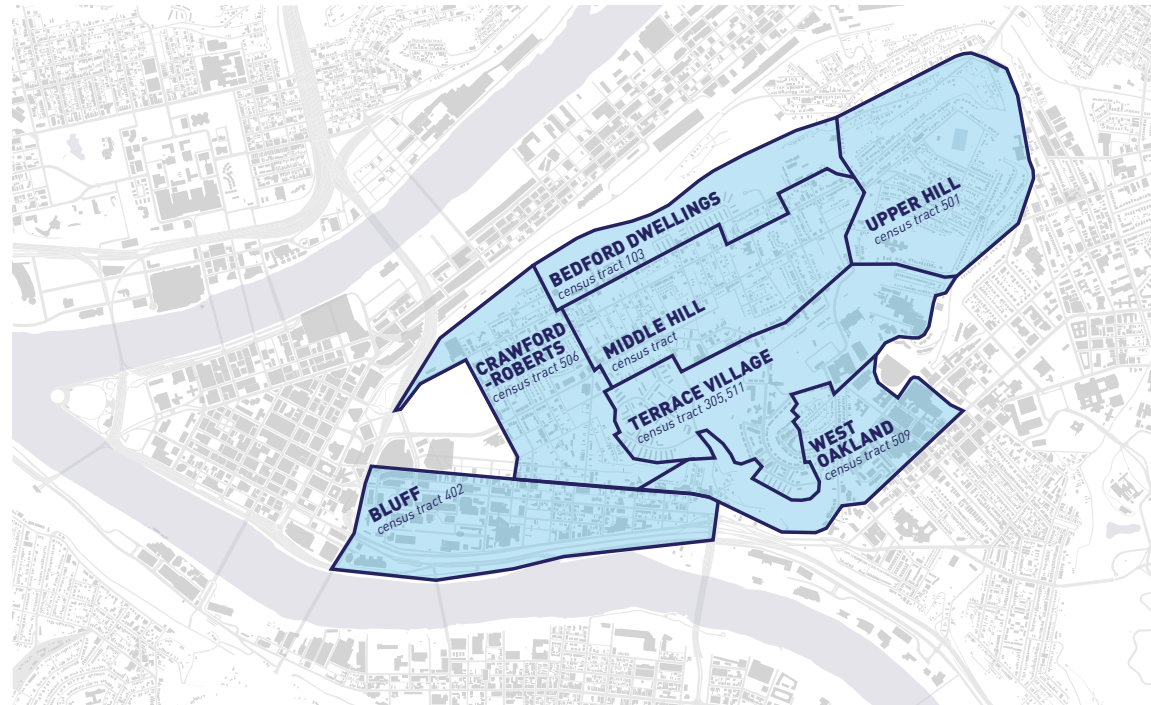 UPPER HILL
census tract 501
BEDFORD DWELLINGS
census tract 103
MIDDLE HILL
census tract
CRAWFORD
-ROBERTS
census tract 506
TERRACE VILLAGE
census tract 305,511
WEST
OAKLAND
census tract 509
BLUFF
census tract 402